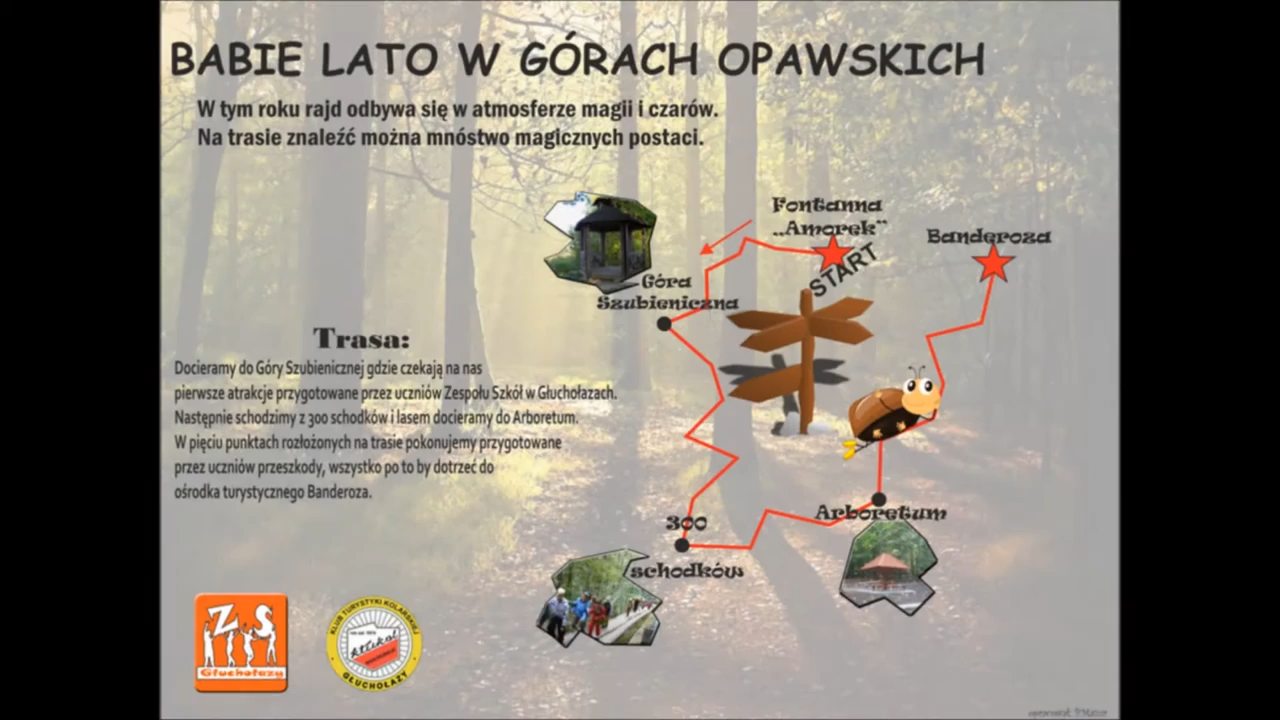 BABIE LATO W GÓRACH OPAWSKICH
W tym roku rajd odbywa się w atmosferze magii i czarów.
Na trasie znaleźć można mnóstwo magicznych postaci.
Fontanna
„Amorek”
START
Banderoza
Góra
Szubieniczna
Trasa:
Docieramy do Góry Szubienicznej gdzie czekają na nas
pierwsze atrakcje przygotowane przez uczniów Zespołu Szkół w Głuchołazach.
Następnie schodzimy z 300 schodków i lasem docieramy do Arboretum.
W pięciu punktach rozłożonych na trasie pokonujemy przygotowane
przez uczniów przeszkody, wszystko po to by dotrzeć do
ośrodka turystycznego Banderoza.
300
schodków
Arboretum
ZS
Głuchołazy
KLUB TURYSTYKI KOLARSKIEJ
GŁUCHOŁAZY